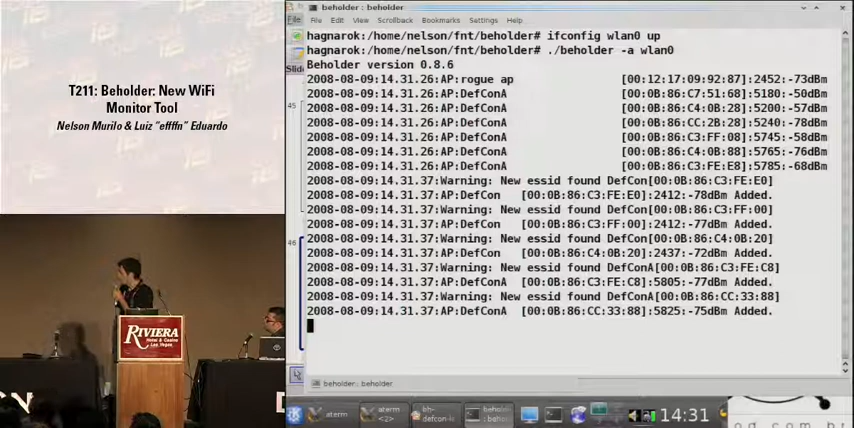 T211: Beholder: New WiFi
Monitor Tool
Nelson Murilo & Luiz "effffn" Eduardo
RIVIERA
Hotel & Casino
Las Vegas
beholder : beholder
File Edit View Scrollback Bookmarks Settings Help
hagnarok:/home/nelson/fnt/beholder# ifconfig wlan0 up
hagnarok:/home/nelson/fnt/beholder# ./beholder -a wlan0
Beholder version 0.8.6
2008-08-09:14.31.26:AP:rogue ap [00:12:17:09:92:87]:2452:-73dBm
2008-08-09:14.31.26:AP:DefConA [00:0B:86:C7:51:68]:5180:-50dBm
2008-08-09:14.31.26:AP:DefConA [00:0B:86:C4:0B:28]:5200:-57dBm
2008-08-09:14.31.26:AP:DefConA [00:0B:86:CC:2B:28]:5240:-78dBm
2008-08-09:14.31.26:AP:DefConA [00:0B:86:C3:FF:08]:5745:-58dBm
2008-08-09:14.31.26:AP:DefConA [00:0B:86:C4:0B:88]:5765:-76dBm
2008-08-09:14.31.26:AP:DefConA [00:0B:86:C3:FE:E8]:5785:-68dBm
2008-08-09:14.31.37:Warning: New essid found DefCon[00:0B:86:C3:FE:E0]
2008-08-09:14.31.37:AP:DefCon [00:0B:86:C3:FE:E0]:2412:-78dBm Added.
2008-08-09:14.31.37:Warning: New essid found DefCon[00:0B:86:C3:FF:00]
2008-08-09:14.31.37:AP:DefCon [00:0B:86:C3:FF:00]:2412:-77dBm Added.
2008-08-09:14.31.37:Warning: New essid found DefCon[00:0B:86:C4:0B:20]
2008-08-09:14.31.37:AP:DefCon [00:0B:86:C4:0B:20]:2437:-72dBm Added.
2008-08-09:14.31.37:Warning: New essid found DefConA[00:0B:86:C3:FE:C8]
2008-08-09:14.31.37:AP:DefConA [00:0B:86:C3:FE:C8]:5805:-77dBm Added.
2008-08-09:14.31.37:Warning: New essid found DefConA[00:0B:86:CC:33:88]
2008-08-09:14.31.37:AP:DefConA [00:0B:86:CC:33:88]:5825:-75dBm Added.
File
Slide
45
46
beholder : beholder
aterm
aterm <2>
bh-defcon-
14:31
og.com.br